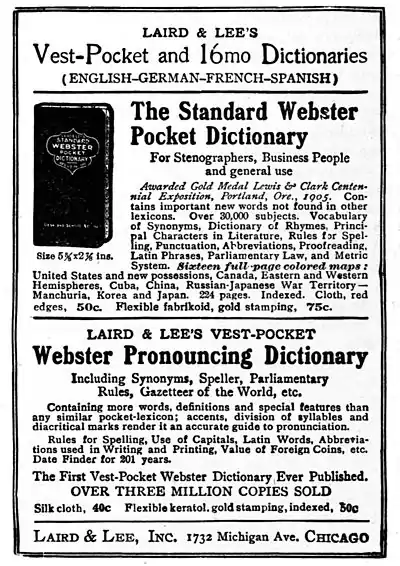 LAIRD & LEE'S
Vest-Pocket and 16mo Dictionaries
(ENGLISH-GERMAN-FRENCH-SPANISH)
STANDARD
WEBSTER
POCKET
DICTIONARY
Size 5⅝x2⅝ ins.
The Standard Webster
Pocket Dictionary
For Stenographers, Business People
and general use
Awarded Gold Medal Lewis & Clark Centen-
nial Exposition, Portland, Ore., 1905. Con-
tains important new words not found in other
lexicons. Over 30,000 subjects. Vocabulary
of Synonyms, Dictionary of Rhymes, Princi-
pal Characters in Literature, Rules for Spel-
ling, Punctuation, Abbreviations, Proofreading,
Latin Phrases, Parliamentary Law, and Metric
System. Sixteen full-page colored maps:
United States and new possessions, Canada, Eastern and Western
Hemispheres, Cuba, China, Russian-Japanese War Territory—
Manchuria, Korea and Japan. 224 pages. Indexed. Cloth, red
edges, 50c. Flexible fabrikoid, gold stamping, 75c.
LAIRD & LEE'S VEST-POCKET
Webster Pronouncing Dictionary
Including Synonyms, Speller, Parliamentary
Rules, Gazetteer of the World, etc.
Containing more words, definitions and special features than
any similar pocket-lexicon; accents, division of syllables and
diacritical marks render it an accurate guide to pronunciation.
Rules for Spelling, Use of Capitals, Latin Words, Abbrevia-
tions used in Writing and Printing, Value of Foreign Coins, etc.
Date Finder for 201 years.
The First Vest-Pocket Webster Dictionary Ever Published.
OVER THREE MILLION COPIES SOLD
Silk cloth, 40c Flexible keratol, gold stamping, indexed, 50c
LAIRD & LEE, INC. 1732 Michigan Ave. CHICAGO